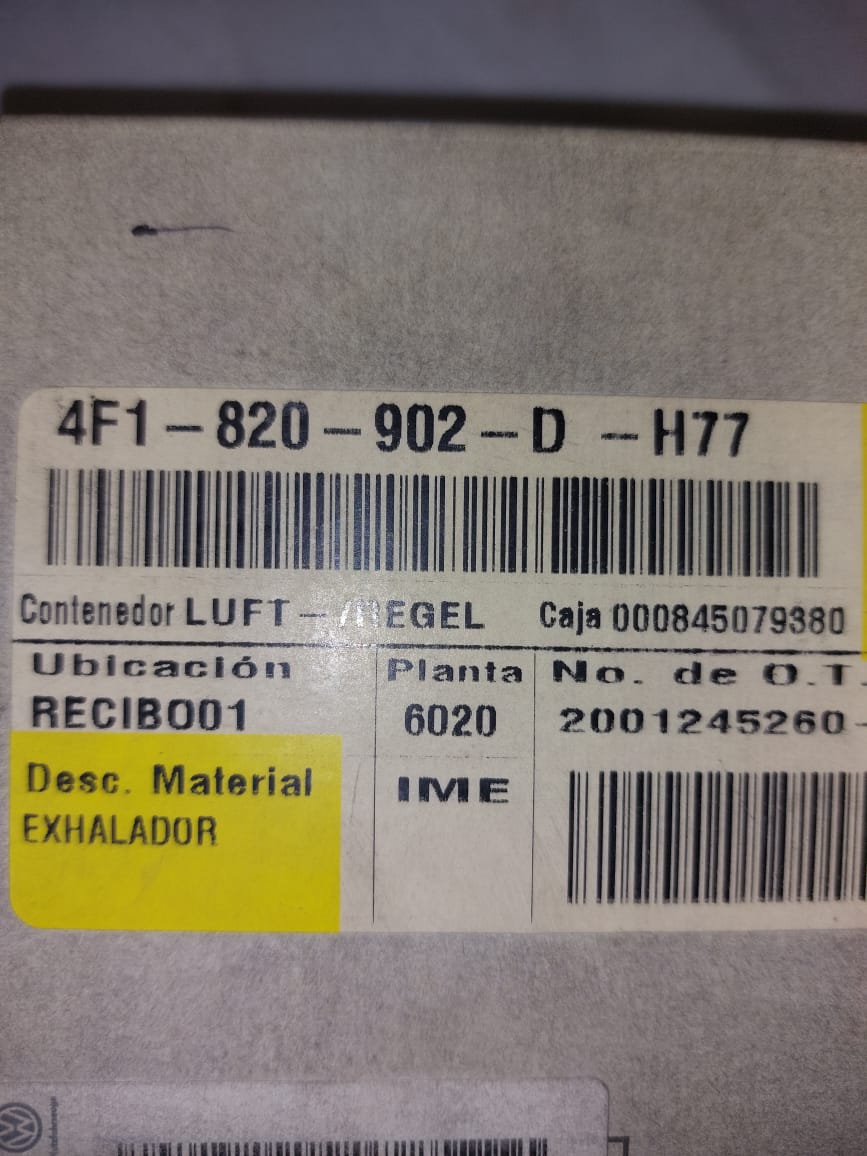 4F1-820-902-D -H77
Contenedor LUFT-/REGEL Caja 000845079380
Ubicación Planta No. de O.T.
RECIBO01 6020 2001245260-
Desc. Material IME
EXHALADOR